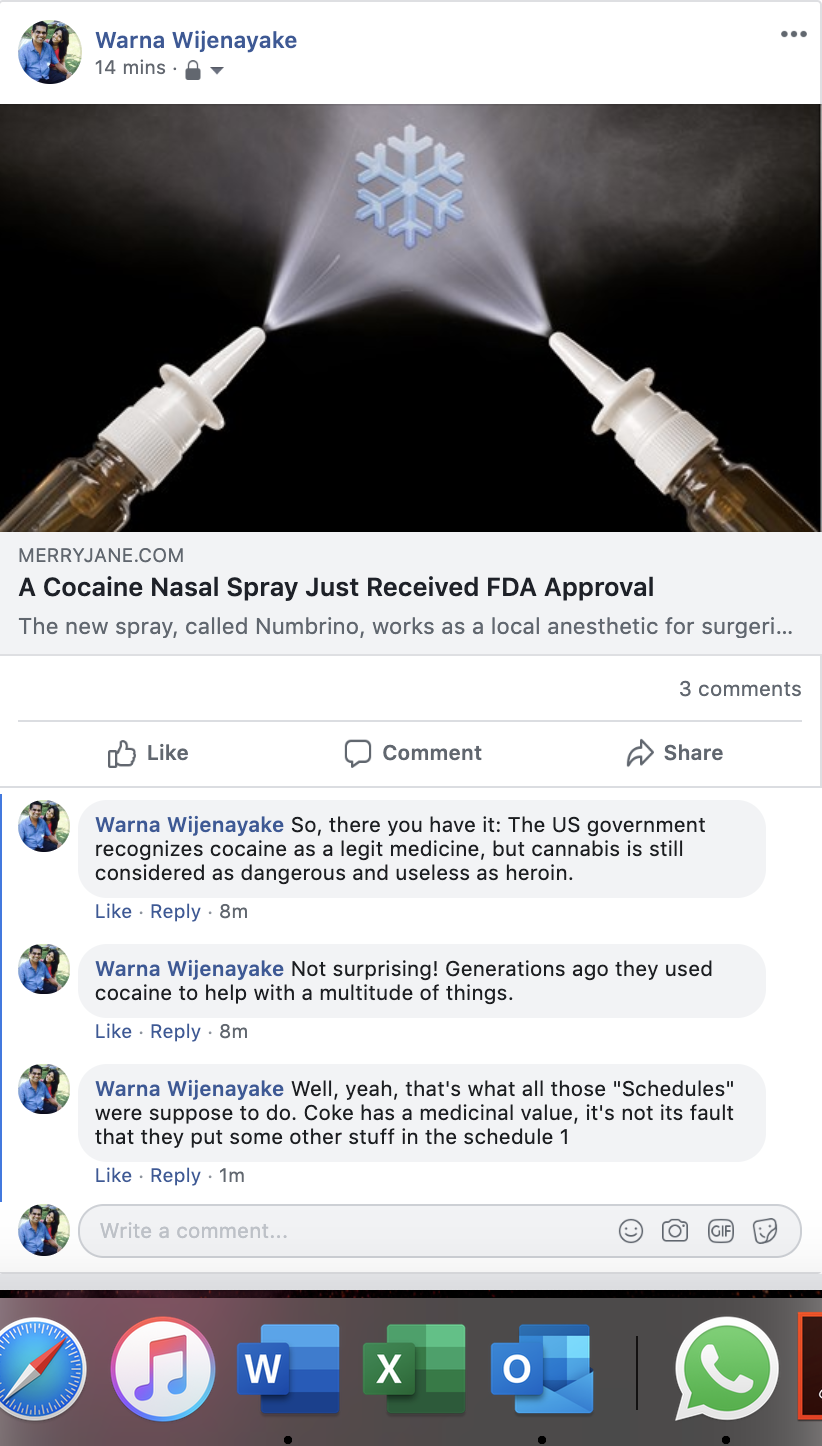 Warna Wijenayake
14 mins ·
MERRYJANE.COM
A Cocaine Nasal Spray Just Received FDA Approval
The new spray, called Numbrino, works as a local anesthetic for surgeri...
3 comments
Like Comment Share
Warna Wijenayake So, there you have it: The US government
recognizes cocaine as a legit medicine, but cannabis is still
considered as dangerous and useless as heroin.
Like · Reply · 8m
Warna Wijenayake Not surprising! Generations ago they used
cocaine to help with a multitude of things.
Like · Reply · 8m
Warna Wijenayake Well, yeah, that's what all those "Schedules"
were suppose to do. Coke has a medicinal value, it's not its fault
that they put some other stuff in the schedule 1
Like · Reply · 1m
Write a comment...
GIF
W X O